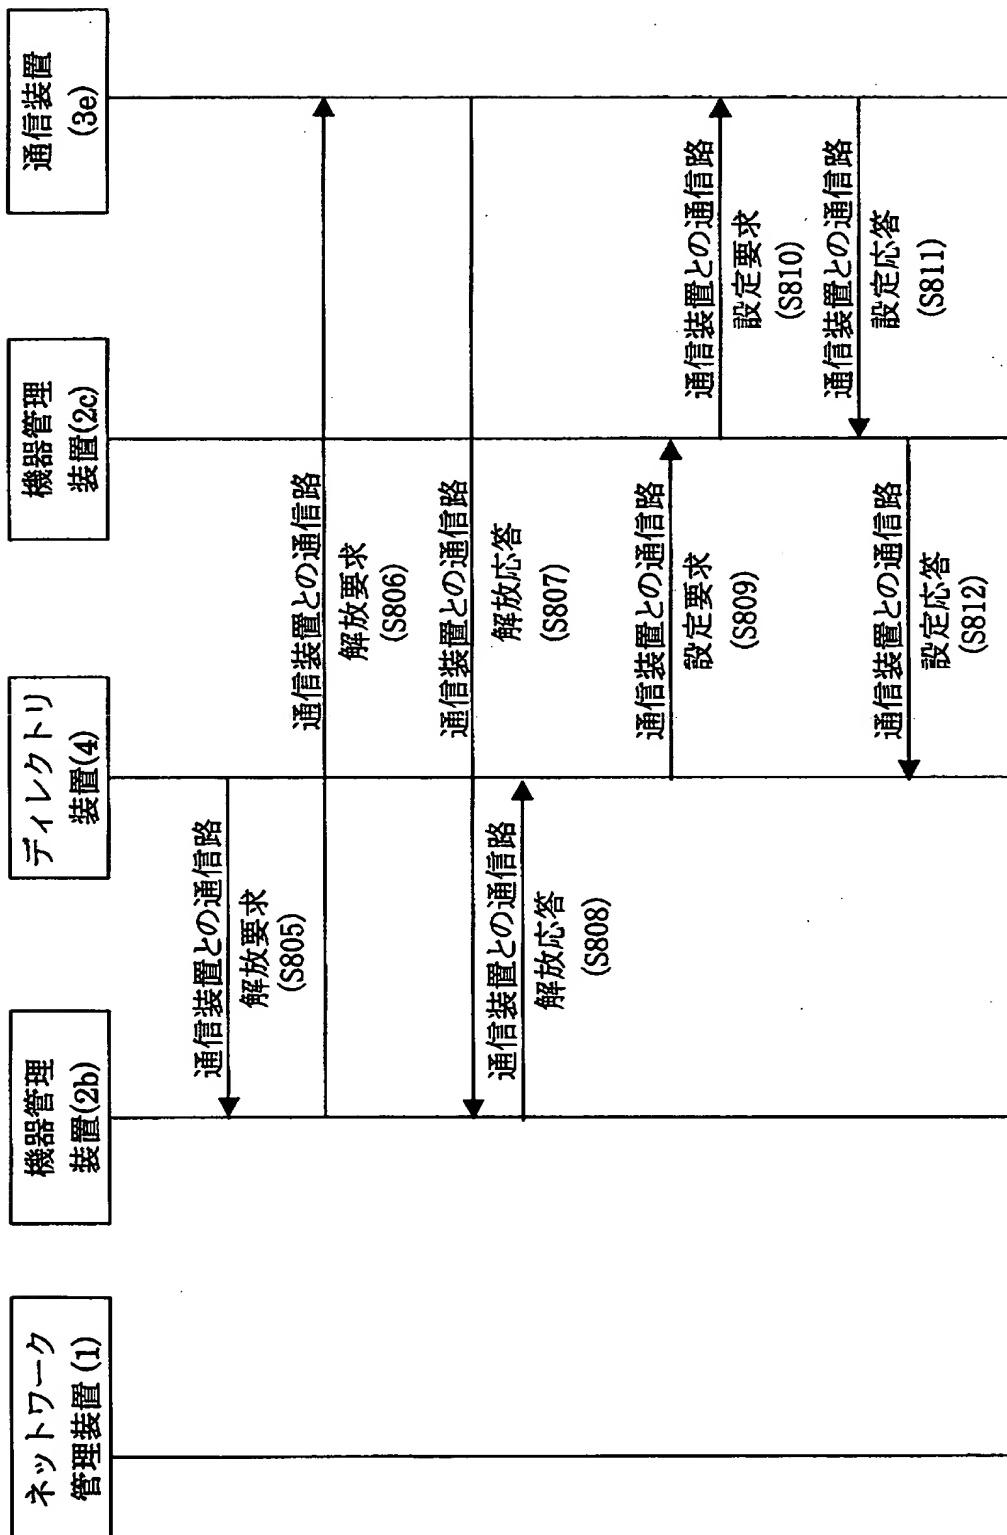 ネットワーク
管理装置(1)
機器管理
装置(2b)
ディレクトリ
装置(4)
機器管理
装置(2c)
通信装置
(3e)
通信装置との通信路
解放要求
(S805)
通信装置との通信路
解放要求
(S806)
通信装置との通信路
解放応答
(S807)
通信装置との通信路
解放応答
(S808)
通信装置との通信路
設定要求
(S809)
通信装置との通信路
設定要求
(S810)
通信装置との通信路
設定応答
(S811)
通信装置との通信路
設定応答
(S812)